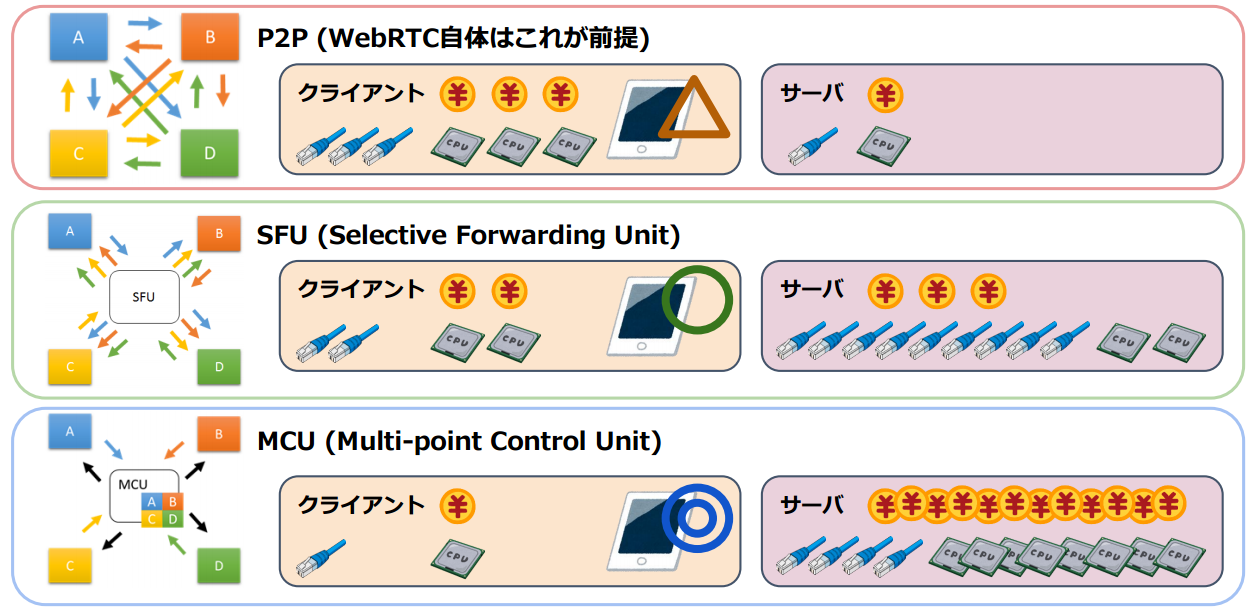 A
B
C
D
P2P (WebRTC自体はこれが前提)
クライアント ¥ ¥ ¥
CPU CPU CPU
サーバ ¥
CPU
A
B
SFU
C
D
SFU (Selective Forwarding Unit)
クライアント ¥ ¥
CPU CPU
サーバ ¥ ¥ ¥
CPU CPU
A
B
MCU
A B
C D
C
D
MCU (Multi-point Control Unit)
クライアント ¥
CPU
サーバ ¥ ¥ ¥ ¥ ¥ ¥ ¥ ¥ ¥ ¥ ¥ ¥
CPU CPU CPU CPU CPU CPU CPU CPU